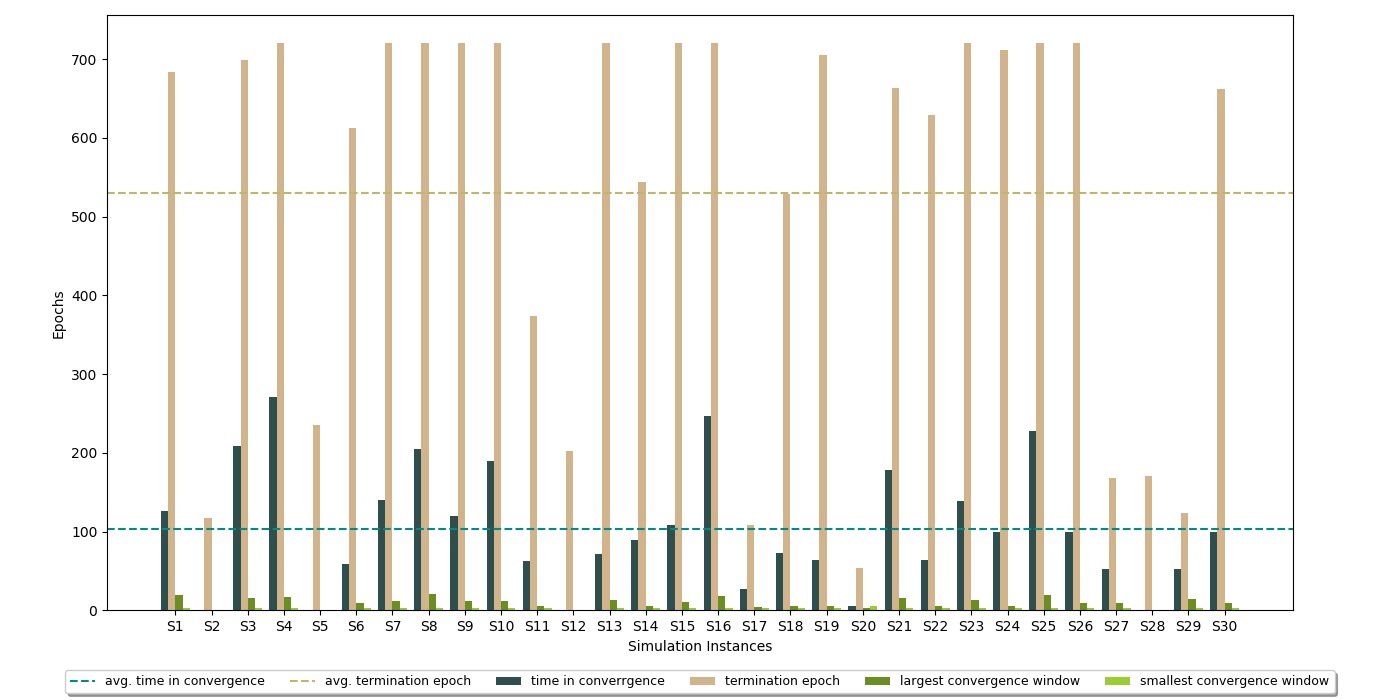 700
600
500
400
300
200
100
0
Epochs
S1 S2 S3 S4 S5 S6 S7 S8 S9 S10 S11 S12 S13 S14 S15 S16 S17 S18 S19 S20 S21 S22 S23 S24 S25 S26 S27 S28 S29 S30
Simulation Instances
avg. time in convergence avg. termination epoch time in converrgence termination epoch largest convergence window smallest convergence window